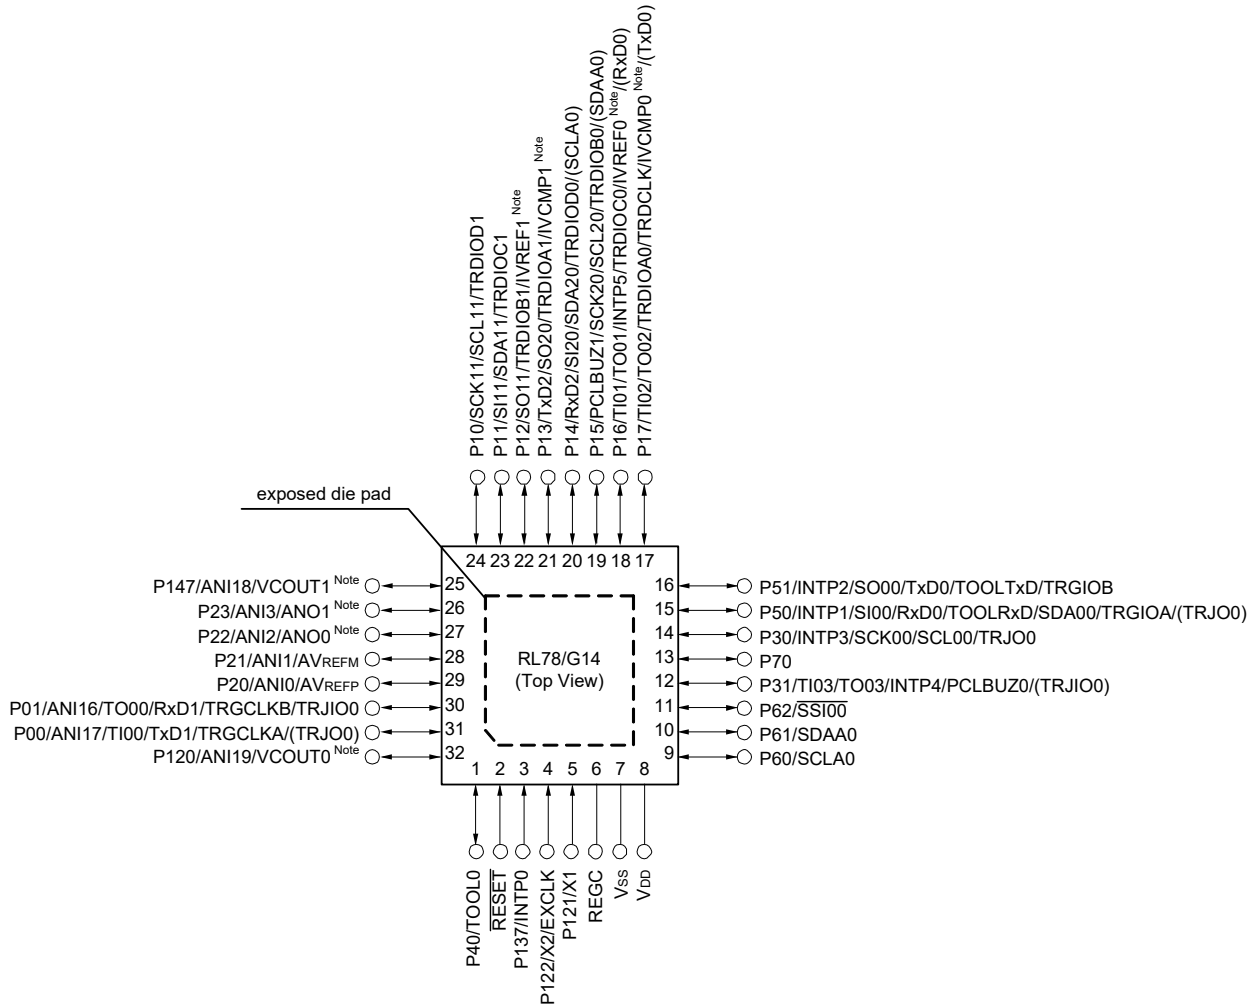 P10/SCK11/SCL11/TRDIOD1
P11/SI11/SDA11/TRDIOC1
P12/SO11/TRDIOB1/IVREF1 Note
P13/TxD2/SO20/TRDIOA1/IVCMP1 Note
P14/RxD2/SI20/SDA20/TRDIOD0/(SCLA0)
P15/PCLBUZ1/SCK20/SCL20/TRDIOB0/(SDAA0)
P16/TI01/TO01/INTP5/TRDIOC0/IVREF0 Note/(RxD0)
P17/TI02/TO02/TRDIOA0/TRDCLK/IVCMP0 Note/(TxD0)
exposed die pad
24 23 22 21 20 19 18 17
P147/ANI18/VCOUT1 Note 25
P23/ANI3/ANO1 Note 26
P22/ANI2/ANO0 Note 27
P21/ANI1/AVREFM 28
P20/ANI0/AVREFP 29
P01/ANI16/TO00/RxD1/TRGCLKB/TRJIO0 30
P00/ANI17/TI00/TxD1/TRGCLKA/(TRJO0) 31
P120/ANI19/VCOUT0 Note 32
RL78/G14
(Top View)
16 P51/INTP2/SO00/TxD0/TOOLTxD/TRGIOB
15 P50/INTP1/SI00/RxD0/TOOLRxD/SDA00/TRGIOA/(TRJO0)
14 P30/INTP3/SCK00/SCL00/TRJO0
13 P70
12 P31/TI03/TO03/INTP4/PCLBUZ0/(TRJIO0)
11 P62/SSI00
10 P61/SDAA0
9 P60/SCLA0
1 2 3 4 5 6 7 8
P40/TOOL0
RESET
P137/INTP0
P122/X2/EXCLK
P121/X1
REGC
VSS
VDD